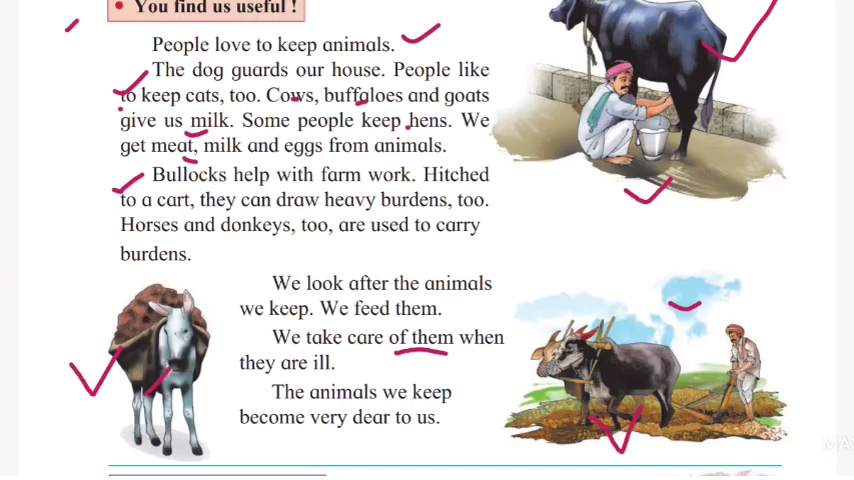 • You find us useful !
People love to keep animals.
The dog guards our house. People like
to keep cats, too. Cows, buffaloes and goats
give us milk. Some people keep hens. We
get meat, milk and eggs from animals.
Bullocks help with farm work. Hitched
to a cart, they can draw heavy burdens, too.
Horses and donkeys, too, are used to carry
burdens.
We look after the animals
we keep. We feed them.
We take care of them when
they are ill.
The animals we keep
become very dear to us.